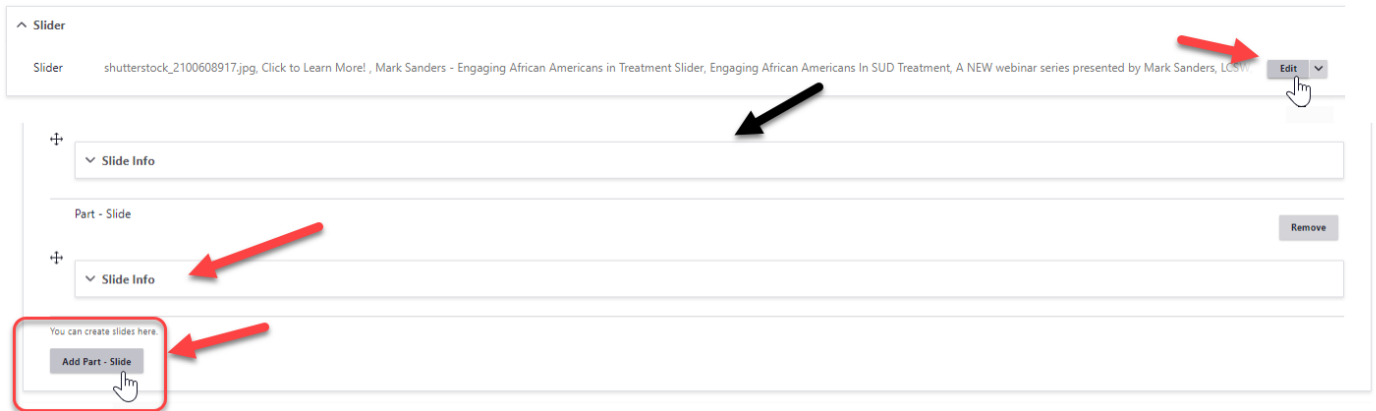 Slider
Slider shutterstock_2100608917.jpg, Click to Learn More! , Mark Sanders - Engaging African Americans in Treatment Slider, Engaging African Americans In SUD Treatment, A NEW webinar series presented by Mark Sanders, LCSW Edit
Slide Info
Part - Slide
Remove
Slide Info
You can create slides here.
Add Part - Slide